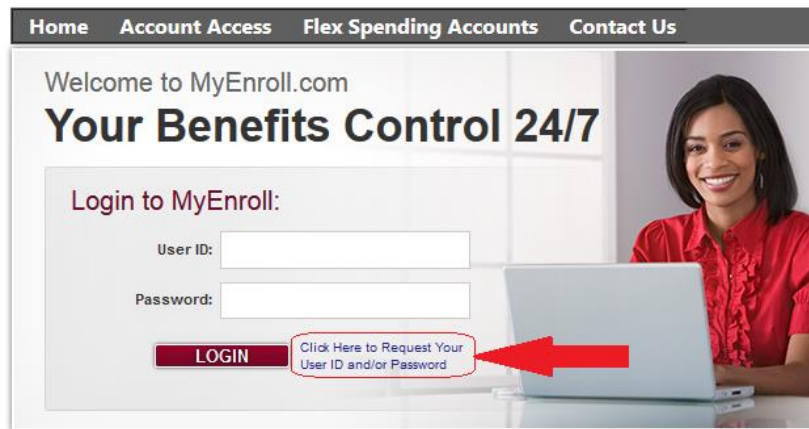 Home Account Access Flex Spending Accounts Contact Us
Welcome to MyEnroll.com
Your Benefits Control 24/7
Login to MyEnroll:
User ID:
Password:
LOGIN
Click Here to Request Your
User ID and/or Password